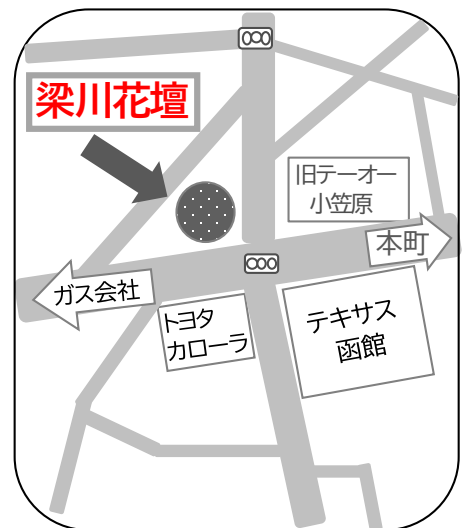 梁川花壇
旧テーオー
小笠原
本町
ガス会社
トヨタ
カローラ
テキサス
函館